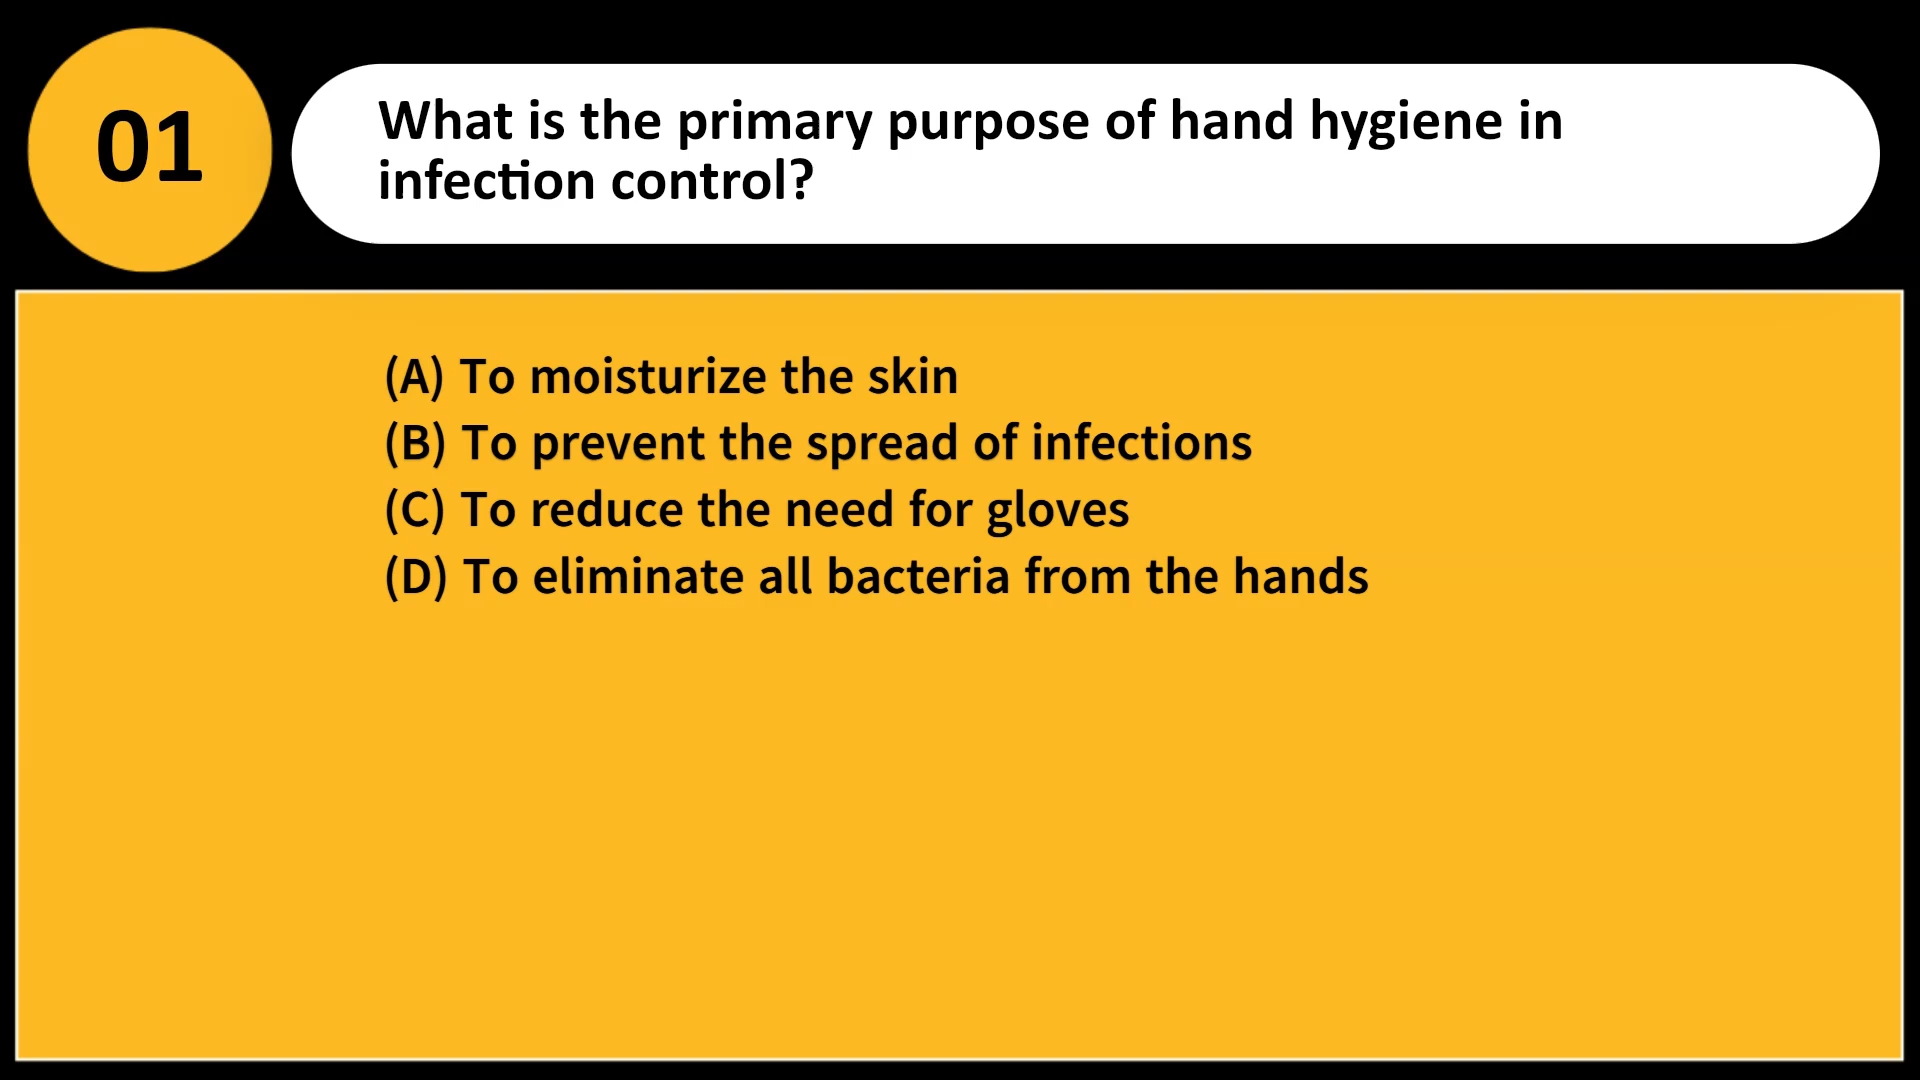 01
What is the primary purpose of hand hygiene in
infection control?
(A) To moisturize the skin
(B) To prevent the spread of infections
(C) To reduce the need for gloves
(D) To eliminate all bacteria from the hands